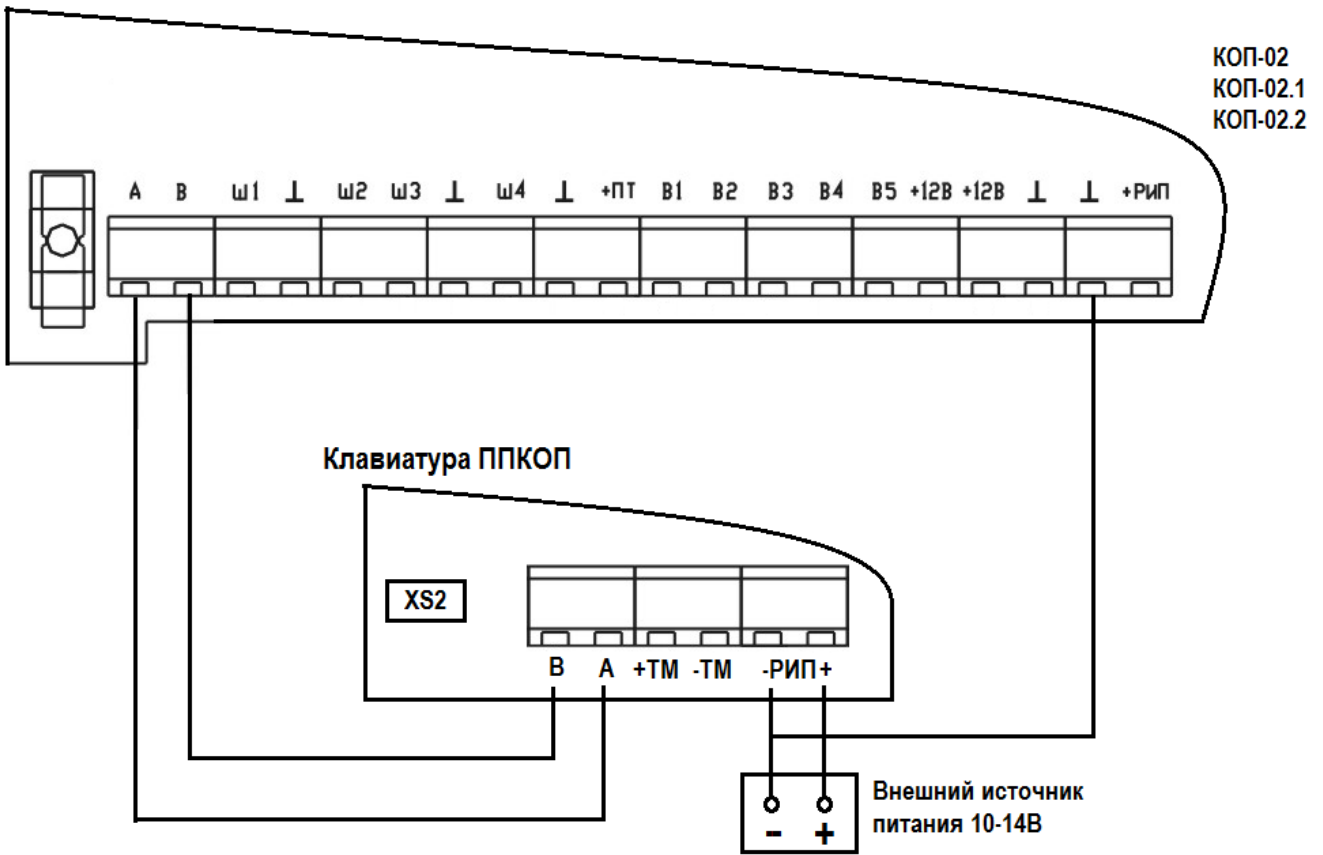 КОП-02
КОП-02.1
КОП-02.2
A B Ш1 ⊥ Ш2 Ш3 ⊥ Ш4 ⊥ +ПТ В1 В2 В3 В4 В5 +12В +12В ⊥ ⊥ +РИП
Клавиатура ППКОП
XS2
B A +ТМ -ТМ -РИП+
- +
Внешний источник
питания 10-14В